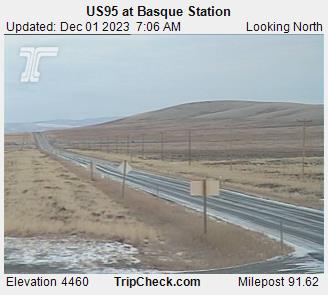 US95 at Basque Station
Updated: Dec 01 2023 7:06 AM Looking North
Elevation 4460 TripCheck.com Milepost 91.62